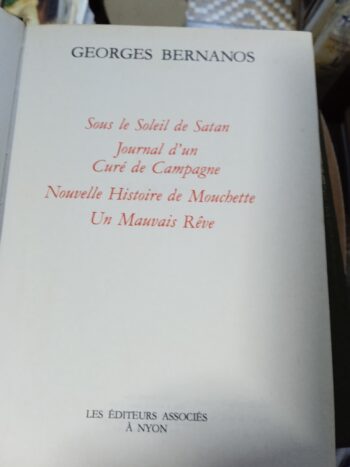 GEORGES BERNANOS
Sous le Soleil de Satan
Journal d'un
Curé de Campagne
Nouvelle Histoire de Mouchette
Un Mauvais Rêve
LES ÉDITEURS ASSOCIÉS
À NYON